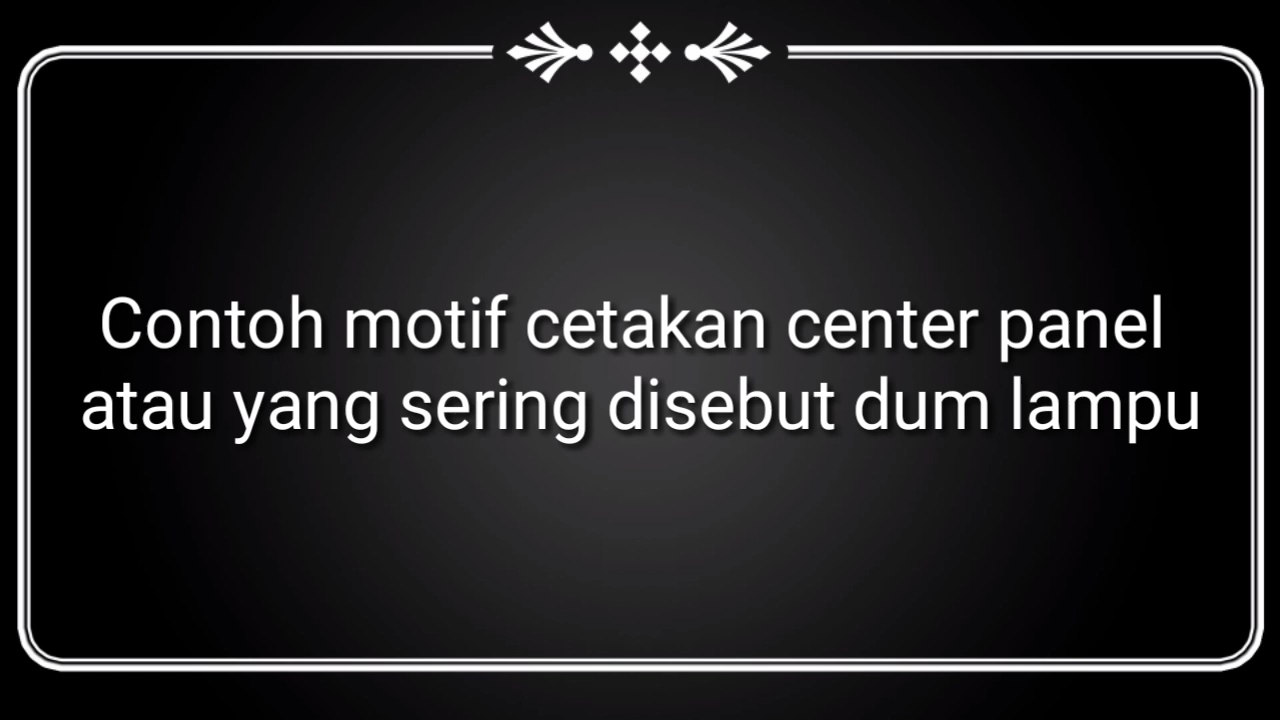 Contoh motif cetakan center panel
atau yang sering disebut dum lampu